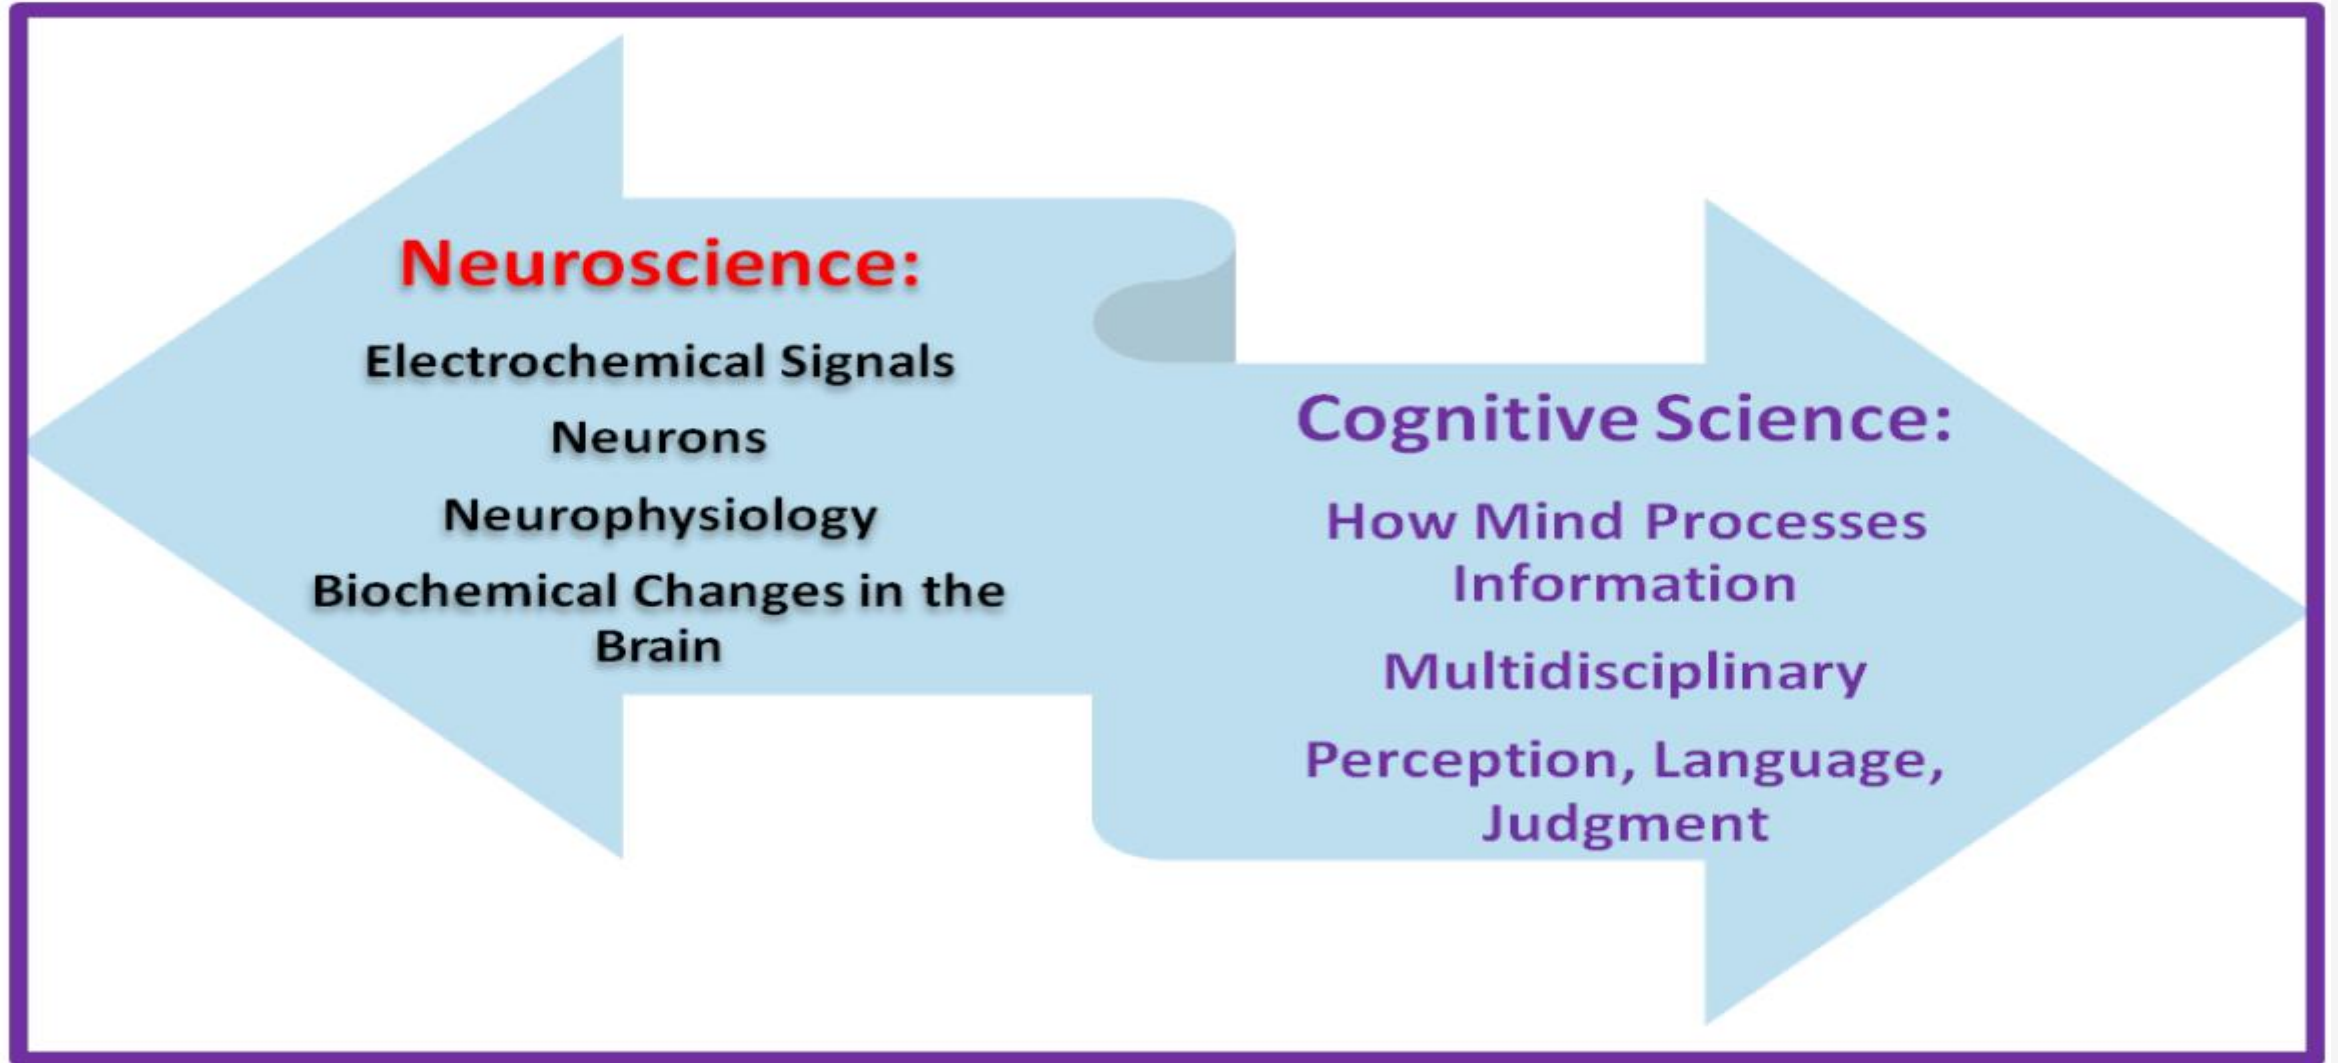 Neuroscience:
Electrochemical Signals
Neurons
Neurophysiology
Biochemical Changes in the
Brain
Cognitive Science:
How Mind Processes
Information
Multidisciplinary
Perception, Language,
Judgment